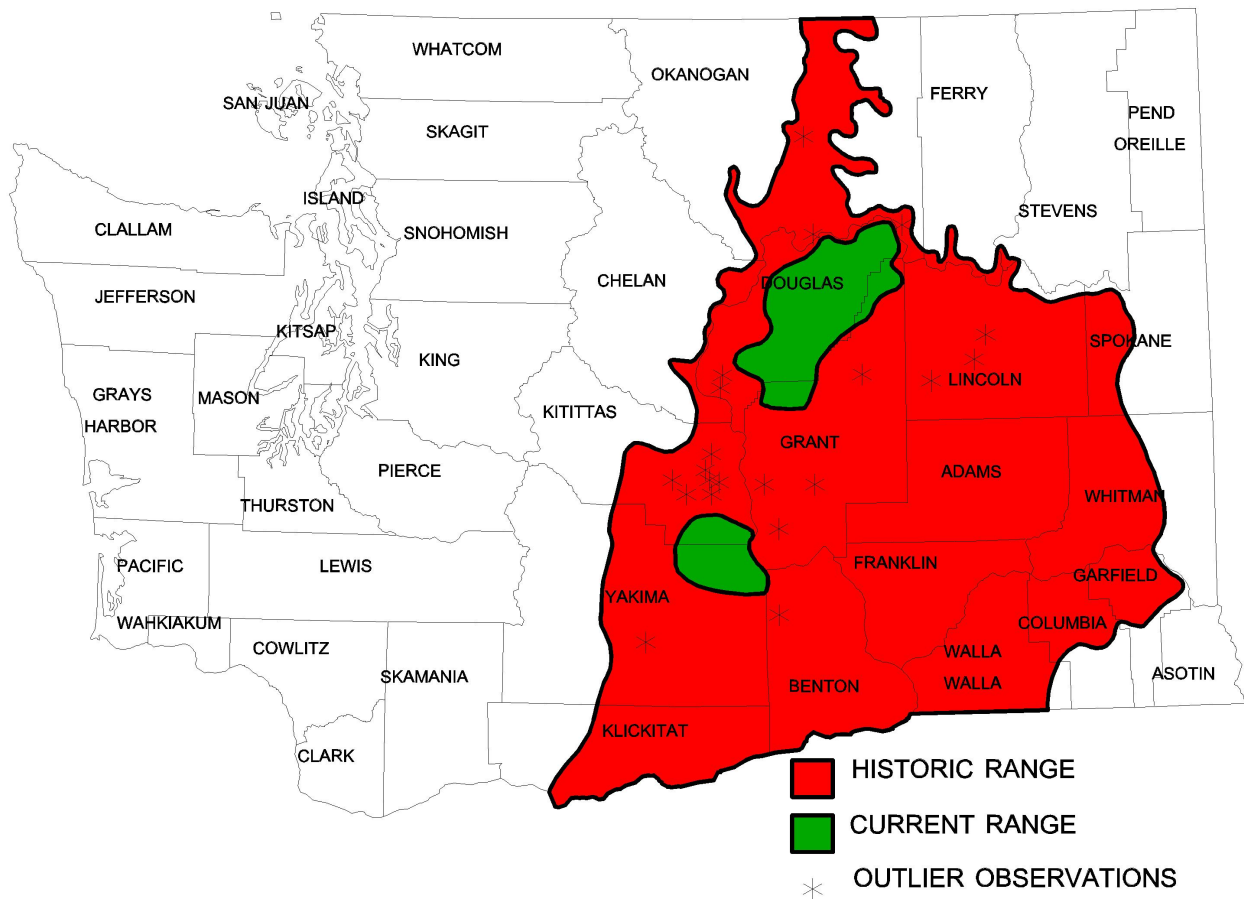 WHATCOM
OKANOGAN
SAN JUAN
FERRY
PEND
OREILLE
SKAGIT
ISLAND
STEVENS
CLALLAM
SNOHOMISH
CHELAN
DOUGLAS
JEFFERSON
KITSAP
SPOKANE
KING
LINCOLN
GRAYS
HARBOR
MASON
KITITTAS
GRANT
PIERCE
ADAMS
WHITMAN
THURSTON
PACIFIC
LEWIS
FRANKLIN
GARFIELD
YAKIMA
WAHKIAKUM
COLUMBIA
COWLITZ
WALLA
WALLA
SKAMANIA
BENTON
ASOTIN
KLICKITAT
CLARK
HISTORIC RANGE
CURRENT RANGE
OUTLIER OBSERVATIONS